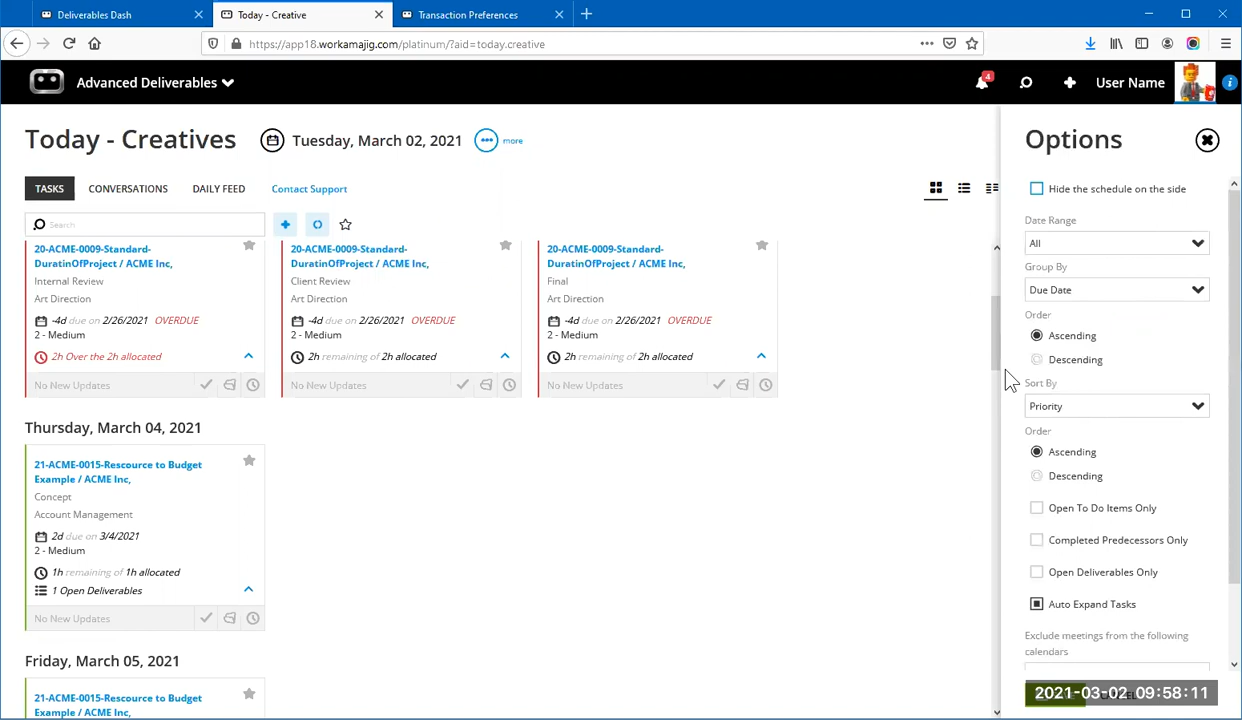 Deliverables Dash
Today - Creative
Transaction Preferences
https://app18.workamajig.com/platinum/?aid=today.creative
Advanced Deliverables
4
User Name
Today - Creatives
Tuesday, March 02, 2021
more
TASKS
CONVERSATIONS
DAILY FEED
Contact Support
Search
20-ACME-0009-Standard-
DuratinOfProject / ACME Inc,
Internal Review
Art Direction
-4d due on 2/26/2021 OVERDUE
2 - Medium
2h Over the 2h allocated
No New Updates
20-ACME-0009-Standard-
DuratinOfProject / ACME Inc,
Client Review
Art Direction
-4d due on 2/26/2021 OVERDUE
2 - Medium
2h remaining of 2h allocated
No New Updates
20-ACME-0009-Standard-
DuratinOfProject / ACME Inc,
Final
Art Direction
-4d due on 2/26/2021 OVERDUE
2 - Medium
2h remaining of 2h allocated
No New Updates
Thursday, March 04, 2021
21-ACME-0015-Rescource to Budget
Example / ACME Inc,
Concept
Account Management
2d due on 3/4/2021
2 - Medium
1h remaining of 1h allocated
1 Open Deliverables
No New Updates
Friday, March 05, 2021
21-ACME-0015-Rescource to Budget
Example / ACME Inc,
Options
Hide the schedule on the side
Date Range
All
Group By
Due Date
Order
Ascending
Descending
Sort By
Priority
Order
Ascending
Descending
Open To Do Items Only
Completed Predecessors Only
Open Deliverables Only
Auto Expand Tasks
Exclude meetings from the following
calendars
2021-03-02 09:58:11